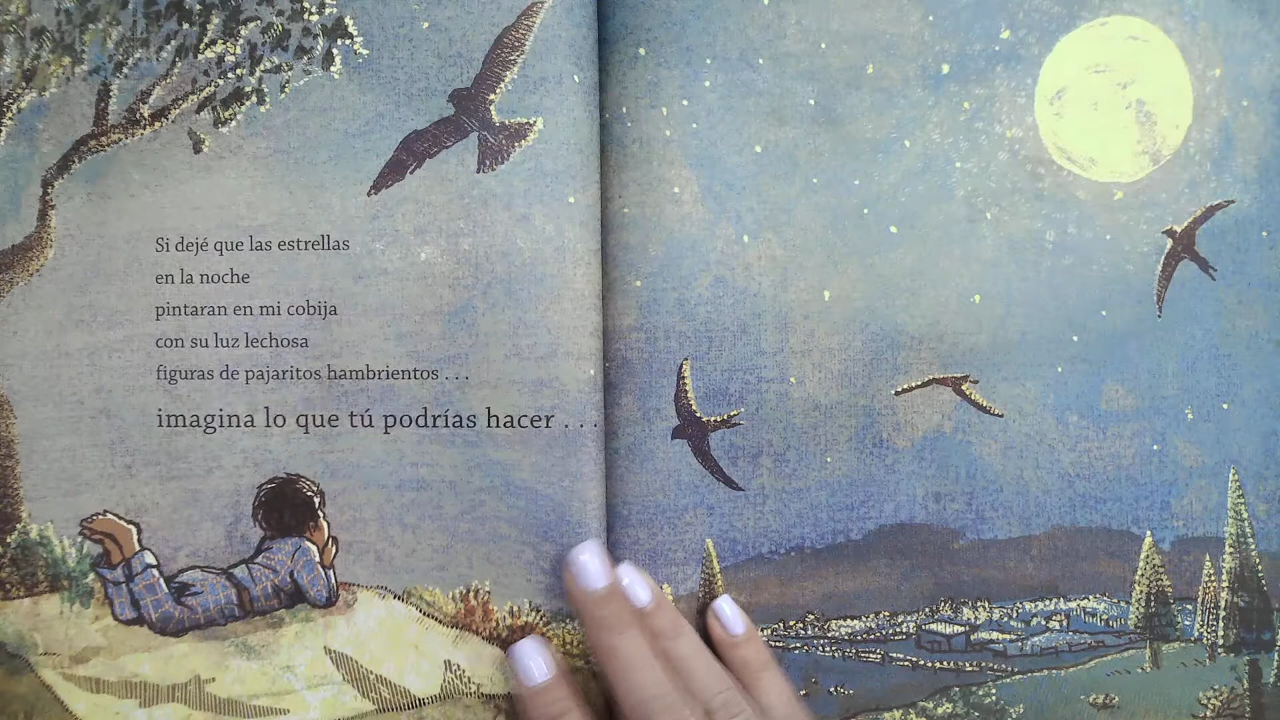 Si dejé que las estrellas
en la noche
pintaran en mi cobija
con su luz lechosa
figuras de pajaritos hambrientos . . .
imagina lo que tú podrías hacer . . .